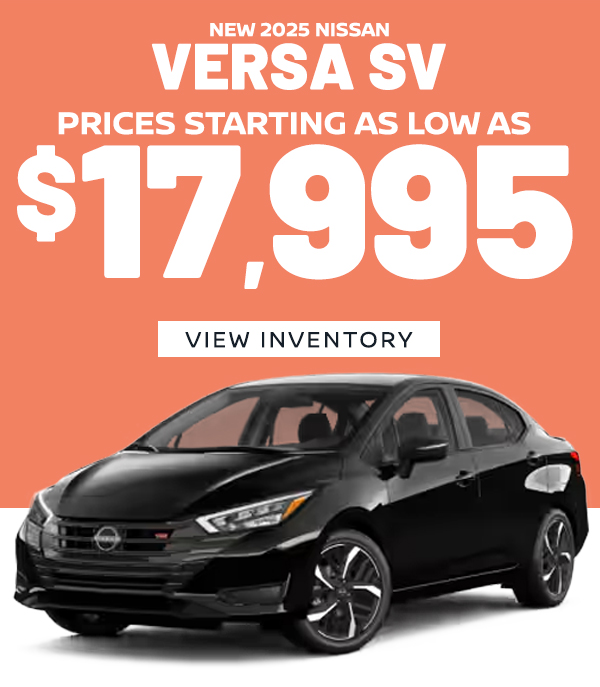 NEW 2025 NISSAN
VERSA SV
PRICES STARTING AS LOW AS
$17,995
VIEW INVENTORY